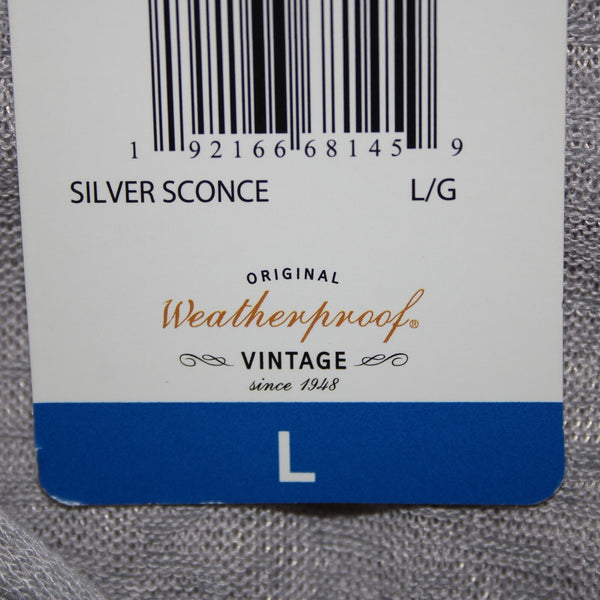 1 92166 68145 9
SILVER SCONCE L/G
ORIGINAL
Weatherproof®
VINTAGE
since 1948
L